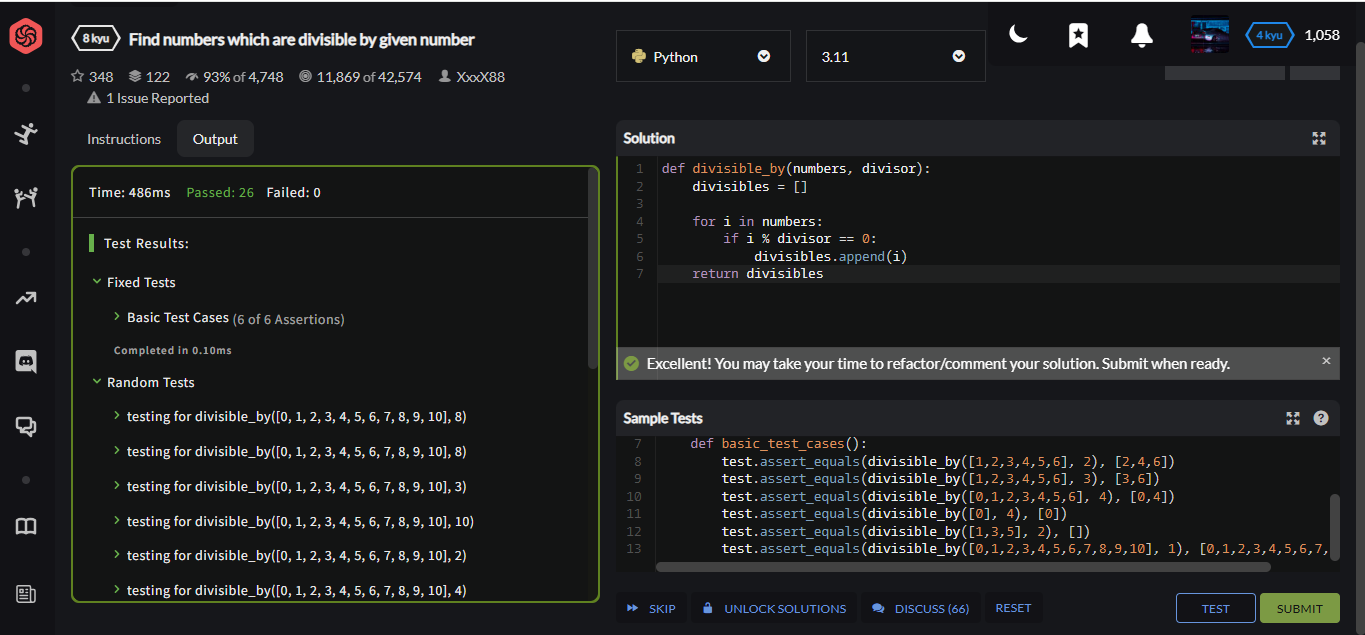 8 kyu Find numbers which are divisible by given number
348 122 93% of 4,748 11,869 of 42,574 XxxX88
1 Issue Reported
Instructions Output
Time: 486ms Passed: 26 Failed: 0
Test Results:
Fixed Tests
Basic Test Cases (6 of 6 Assertions)
Completed in 0.10ms
Random Tests
testing for divisible_by([0, 1, 2, 3, 4, 5, 6, 7, 8, 9, 10], 8)
testing for divisible_by([0, 1, 2, 3, 4, 5, 6, 7, 8, 9, 10], 8)
testing for divisible_by([0, 1, 2, 3, 4, 5, 6, 7, 8, 9, 10], 3)
testing for divisible_by([0, 1, 2, 3, 4, 5, 6, 7, 8, 9, 10], 10)
testing for divisible_by([0, 1, 2, 3, 4, 5, 6, 7, 8, 9, 10], 2)
testing for divisible_by([0, 1, 2, 3, 4, 5, 6, 7, 8, 9, 10], 4)
Python 3.11
4 kyu 1,058
Solution
1 def divisible_by(numbers, divisor):
2 divisibles = []
3
4 for i in numbers:
5 if i % divisor == 0:
6 divisibles.append(i)
7 return divisibles
Excellent! You may take your time to refactor/comment your solution. Submit when ready. ×
Sample Tests ?
7 def basic_test_cases():
8 test.assert_equals(divisible_by([1,2,3,4,5,6], 2), [2,4,6])
9 test.assert_equals(divisible_by([1,2,3,4,5,6], 3), [3,6])
10 test.assert_equals(divisible_by([0,1,2,3,4,5,6], 4), [0,4])
11 test.assert_equals(divisible_by([0], 4), [0])
12 test.assert_equals(divisible_by([1,3,5], 2), [])
13 test.assert_equals(divisible_by([0,1,2,3,4,5,6,7,8,9,10], 1), [0,1,2,3,4,5,6,7,
SKIP UNLOCK SOLUTIONS DISCUSS (66) RESET TEST SUBMIT